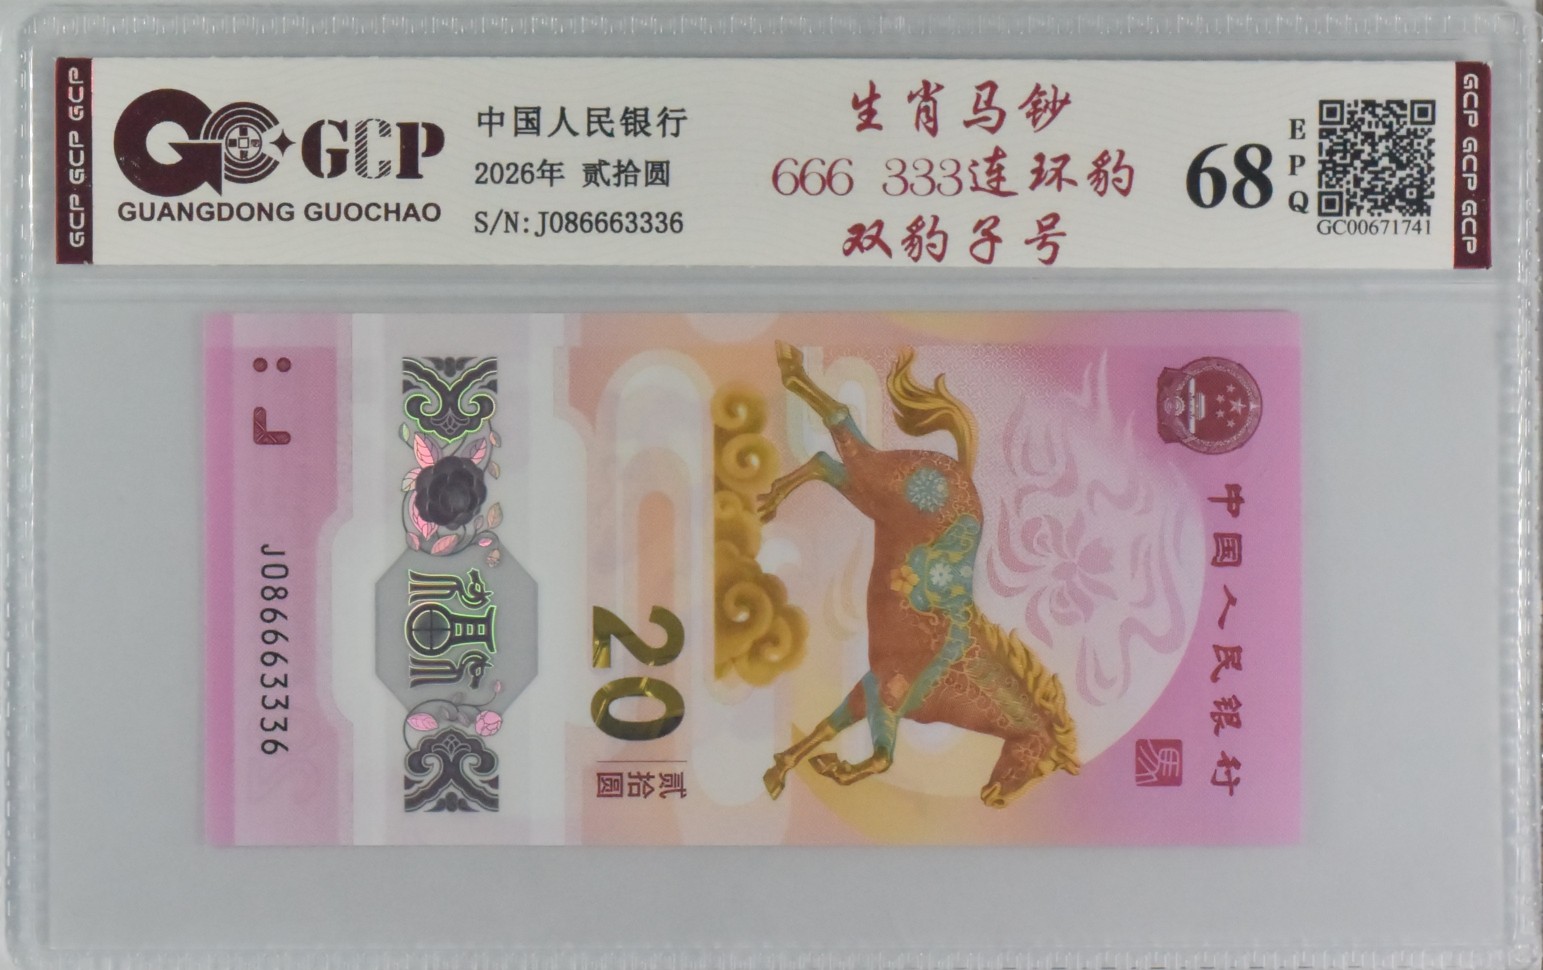 GCP GCP GCP
GCP
GUANGDONG GUOCHAO
中国人民银行
2026年 贰拾圆
S/N:J086663336
生肖马钞
666 333连环豹
双豹子号
68
EPQ
GC00671741
GCP GCP GCP
J086663336
20
贰拾圆
中国人民银行